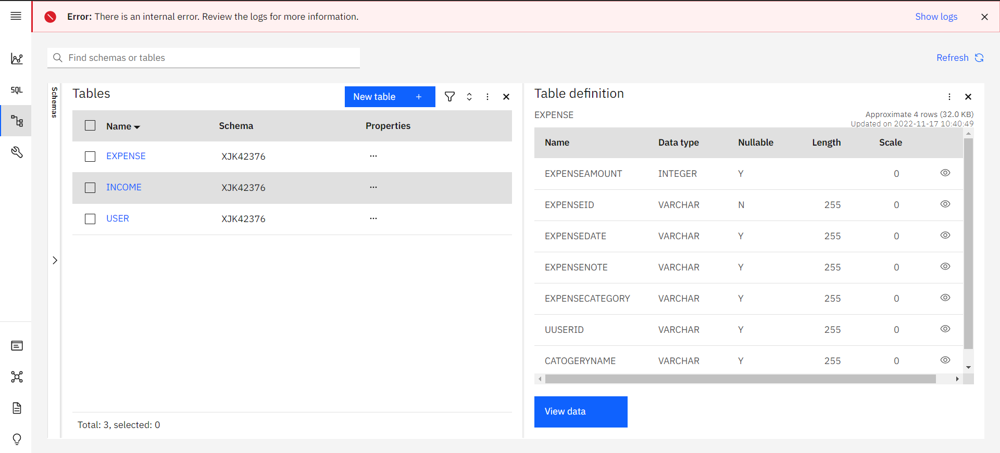 Error: There is an internal error. Review the logs for more information.
Show logs
Find schemas or tables
Refresh
SQL
Schemas
Tables
New table +
Name Schema Properties
EXPENSE XJK42376 ...
INCOME XJK42376 ...
USER XJK42376 ...
Total: 3, selected: 0
Table definition
EXPENSE
Approximate 4 rows (32.0 KB)
Updated on 2022-11-17 10:40:49
Name Data type Nullable Length Scale
EXPENSEAMOUNT INTEGER Y 0
EXPENSEID VARCHAR N 255 0
EXPENSEDATE VARCHAR Y 255 0
EXPENSENOTE VARCHAR Y 255 0
EXPENSECATEGORY VARCHAR Y 255 0
UUSERID VARCHAR Y 255 0
CATOGERYNAME VARCHAR Y 255 0
View data